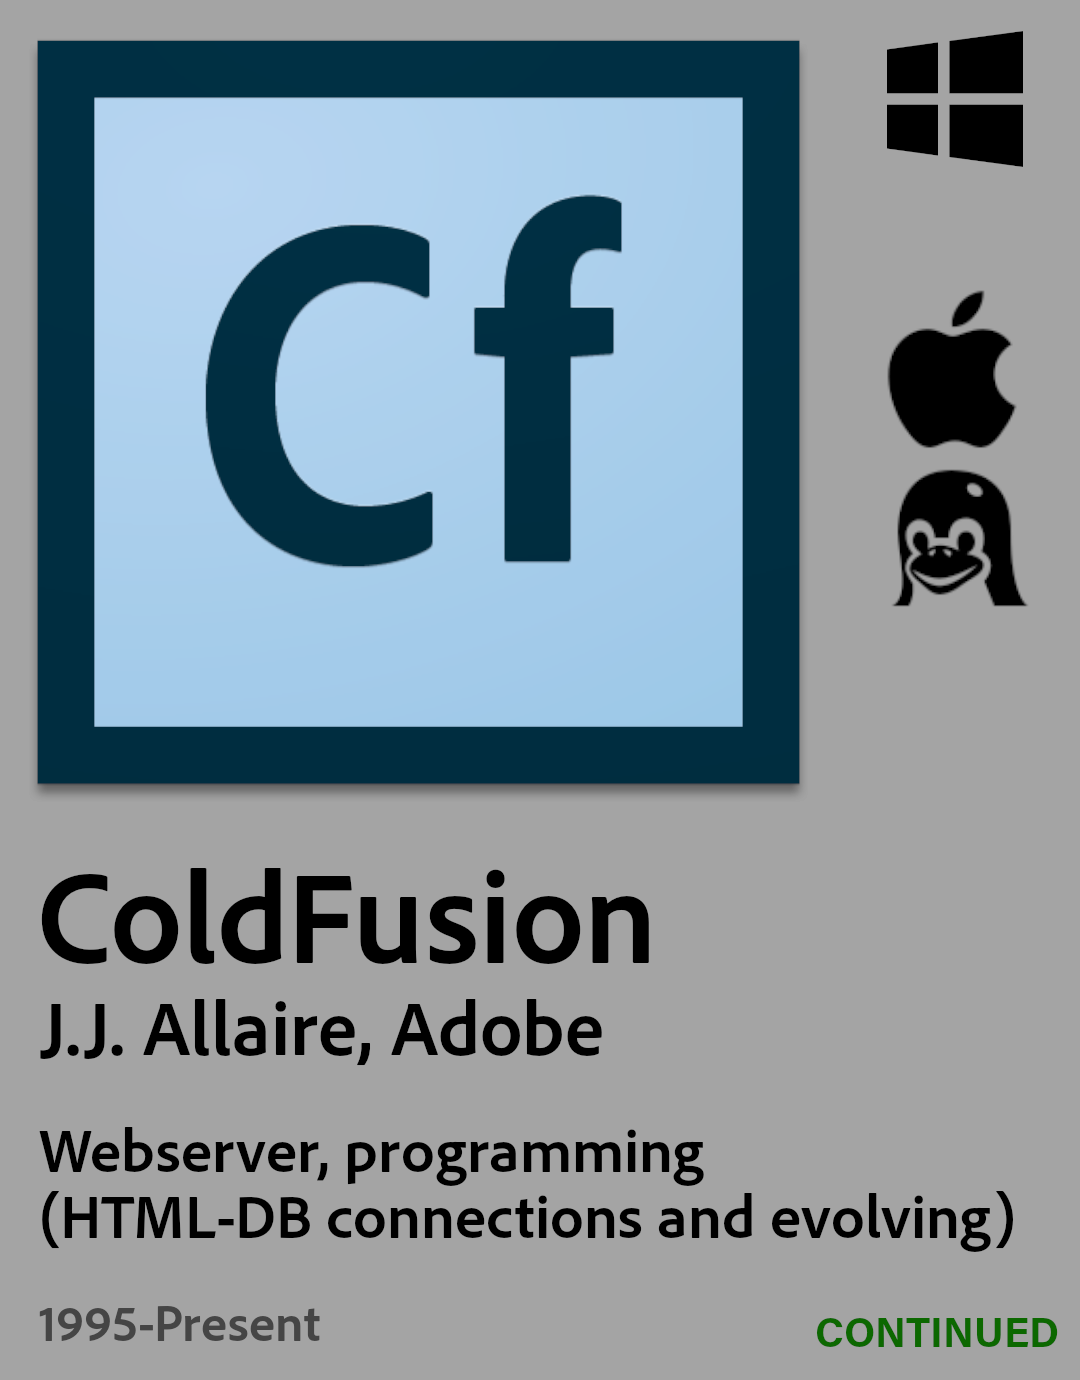 Cf
ColdFusion
J.J. Allaire, Adobe
Webserver, programming
(HTML-DB connections and evolving)
1995-Present
CONTINUED